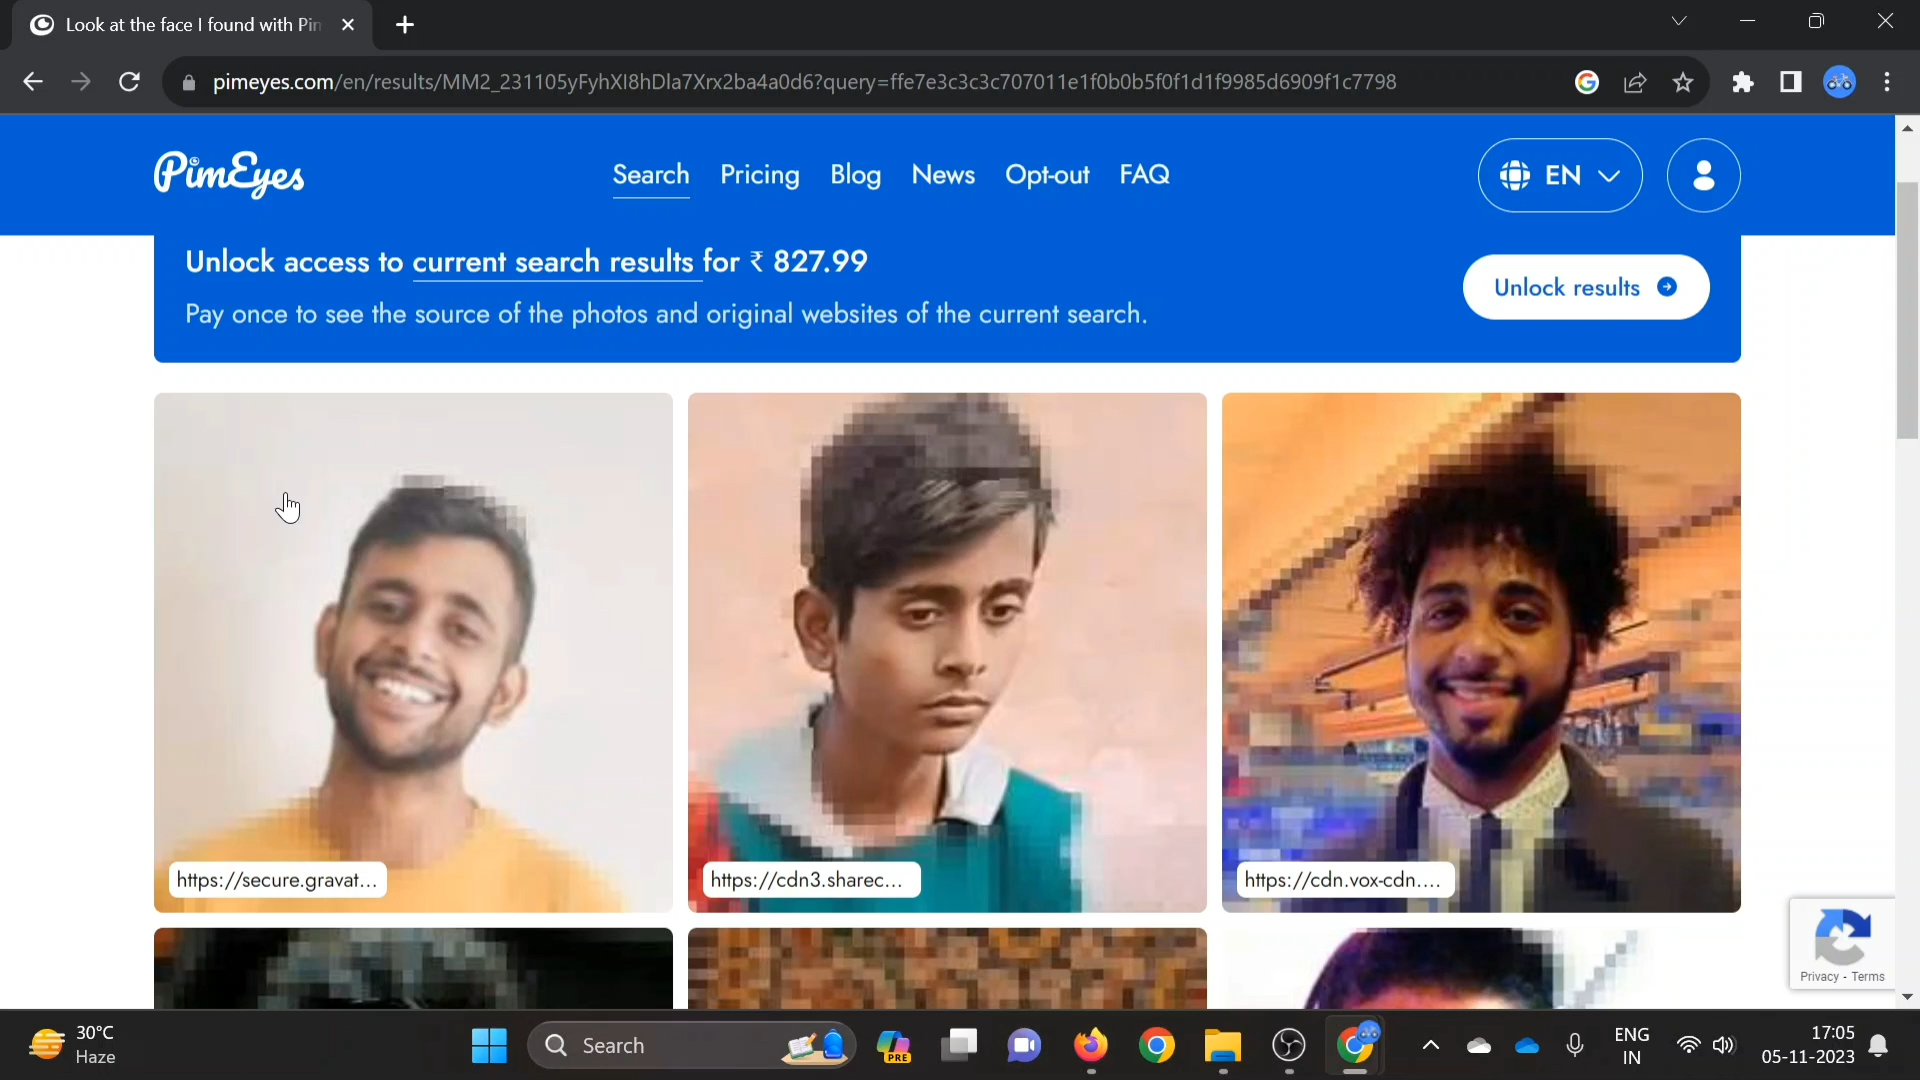 Look at the face I found with Pim
pimeyes.com/en/results/MM2_231105yFyhXI8hDla7Xrx2ba4a0d6?query=ffe7e3c3c3c707011e1f0b0b5f0f1d1f9985d6909f1c7798
PimEyes
Search Pricing Blog News Opt-out FAQ
EN
Unlock access to current search results for ₹ 827.99
Pay once to see the source of the photos and original websites of the current search.
Unlock results
https://secure.gravat...
https://cdn3.sharec...
https://cdn.vox-cdn....
Privacy - Terms
30°C
Haze
Search
PRE
ENG
IN
17:05
05-11-2023